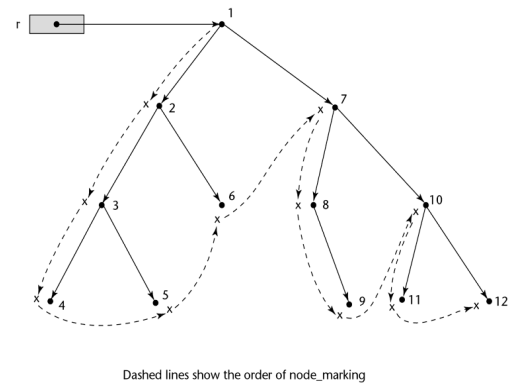 r
1
2
7
3
6
8
10
4
5
9
11
12
x
x
x
x
x
x
x
x
x
x
x
x
Dashed lines show the order of node_marking